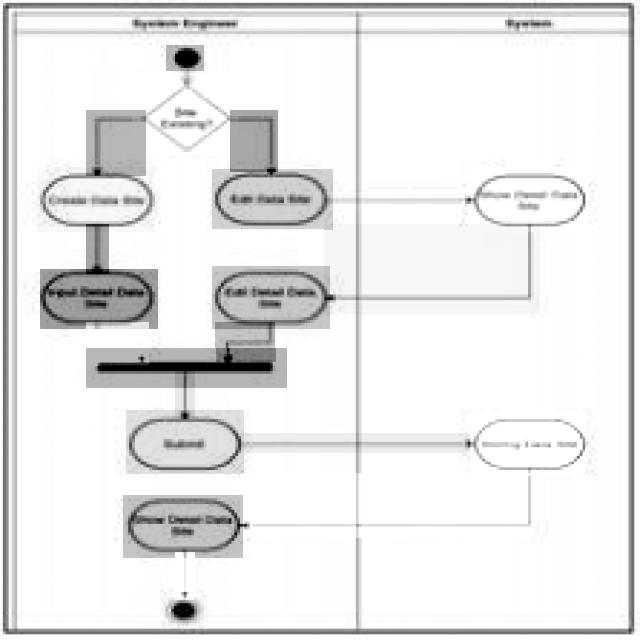 System Engineer
System
Site
Existing?
Create Data Site
Edit Data Site
Show Detail Data
Site
Input Detail Data
Site
Edit Detail Data
Site
Submit
Data Site
Show Detail Data
Site